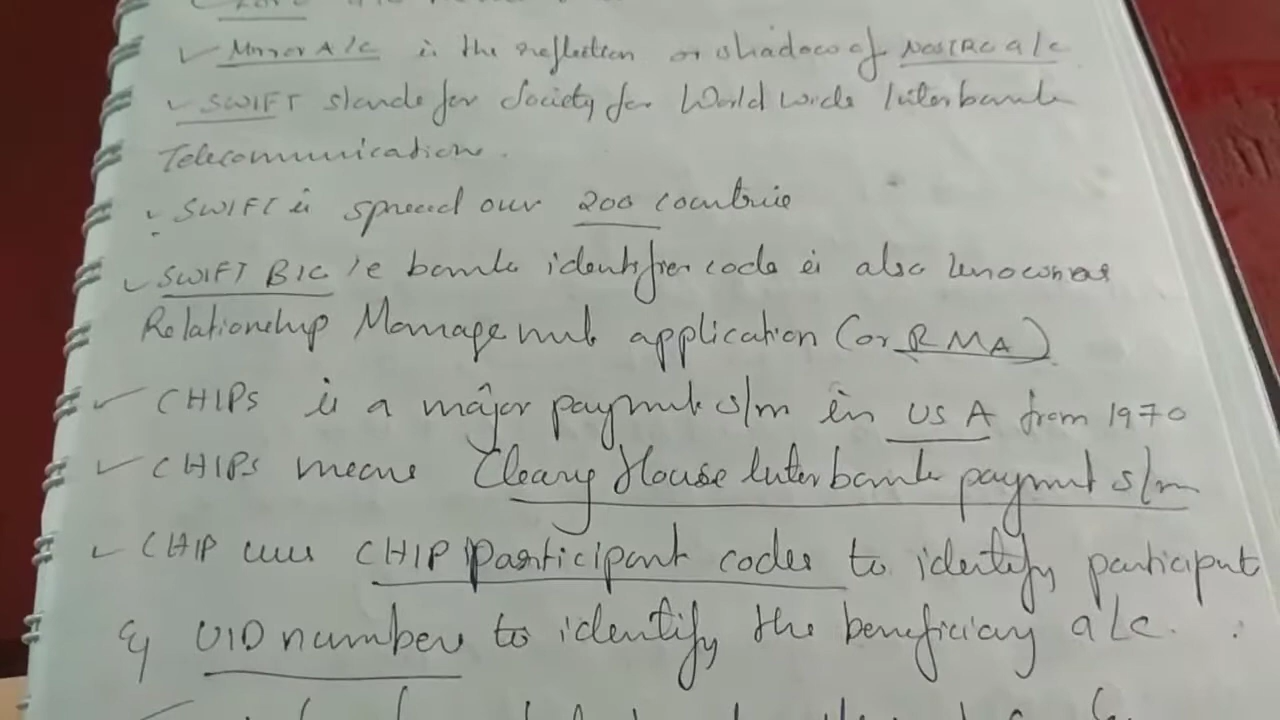 ✓ Mirror A/c is the reflection or shadow of NOSTRO a/c
✓ SWIFT stands for Society for World wide Interbank
Telecommunication.
✓ SWIFT is spread over 200 countries
✓ SWIFT BIC ie bank identifier code is also known as
Relationship Management application (or RMA)
✓ CHIPs is a major payment s/m in USA from 1970
✓ CHIPs means Clearing House Interbank payment s/m
✓ CHIP uses CHIP Participant codes to identify participant
& UID number to identify the beneficiary a/c.